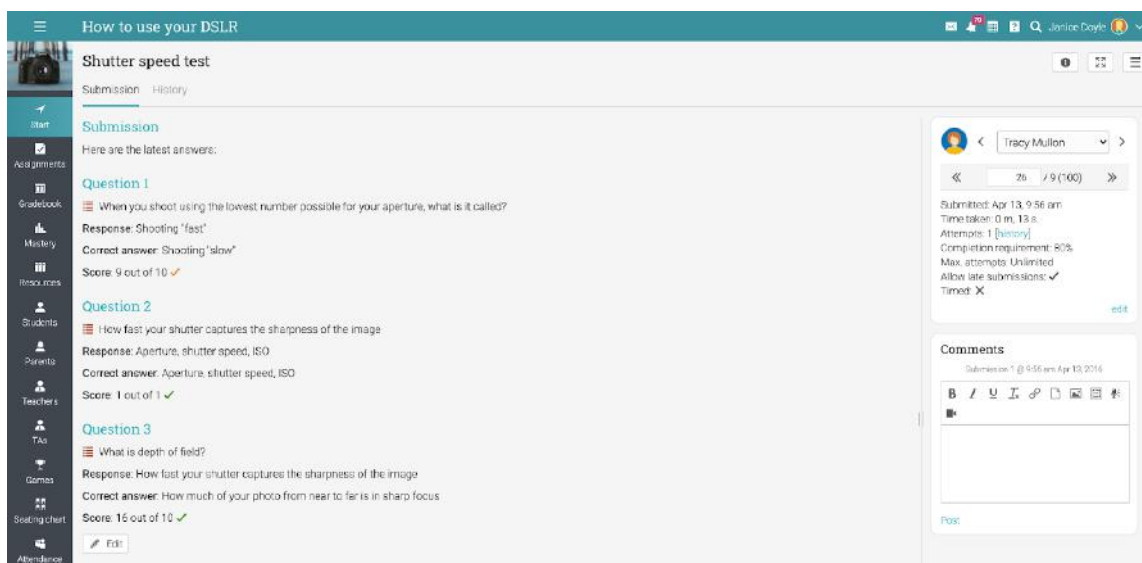 How to use your DSLR
70
Janice Doyle
Shutter speed test
Submission History
Start
Assignments
Gradebook
Mastery
Resources
Students
Parents
Teachers
TAs
Games
Seating chart
Attendance
Submission
Here are the latest answers:
Question 1
When you shoot using the lowest number possible for your aperture, what is it called?
Response: Shooting "fast"
Correct answer: Shooting "slow"
Score: 9 out of 10
Question 2
How fast your shutter captures the sharpness of the image
Response: Aperture, shutter speed, ISO
Correct answer: Aperture, shutter speed, ISO
Score: 1 out of 1
Question 3
What is depth of field?
Response: How fast your shutter captures the sharpness of the image
Correct answer: How much of your photo from near to far is in sharp focus
Score: 16 out of 10
Edit
Tracy Mullon
26 / 9 (100)
Submitted: Apr 13, 9:56 am
Time taken: 0 m, 13 s.
Attempts: 1 [history]
Completion requirement: 80%
Max. attempts: Unlimited
Allow late submissions:
Timed:
edit
Comments
Submission 1 @ 9:56 am Apr 13, 2016
B I U Tx
Post